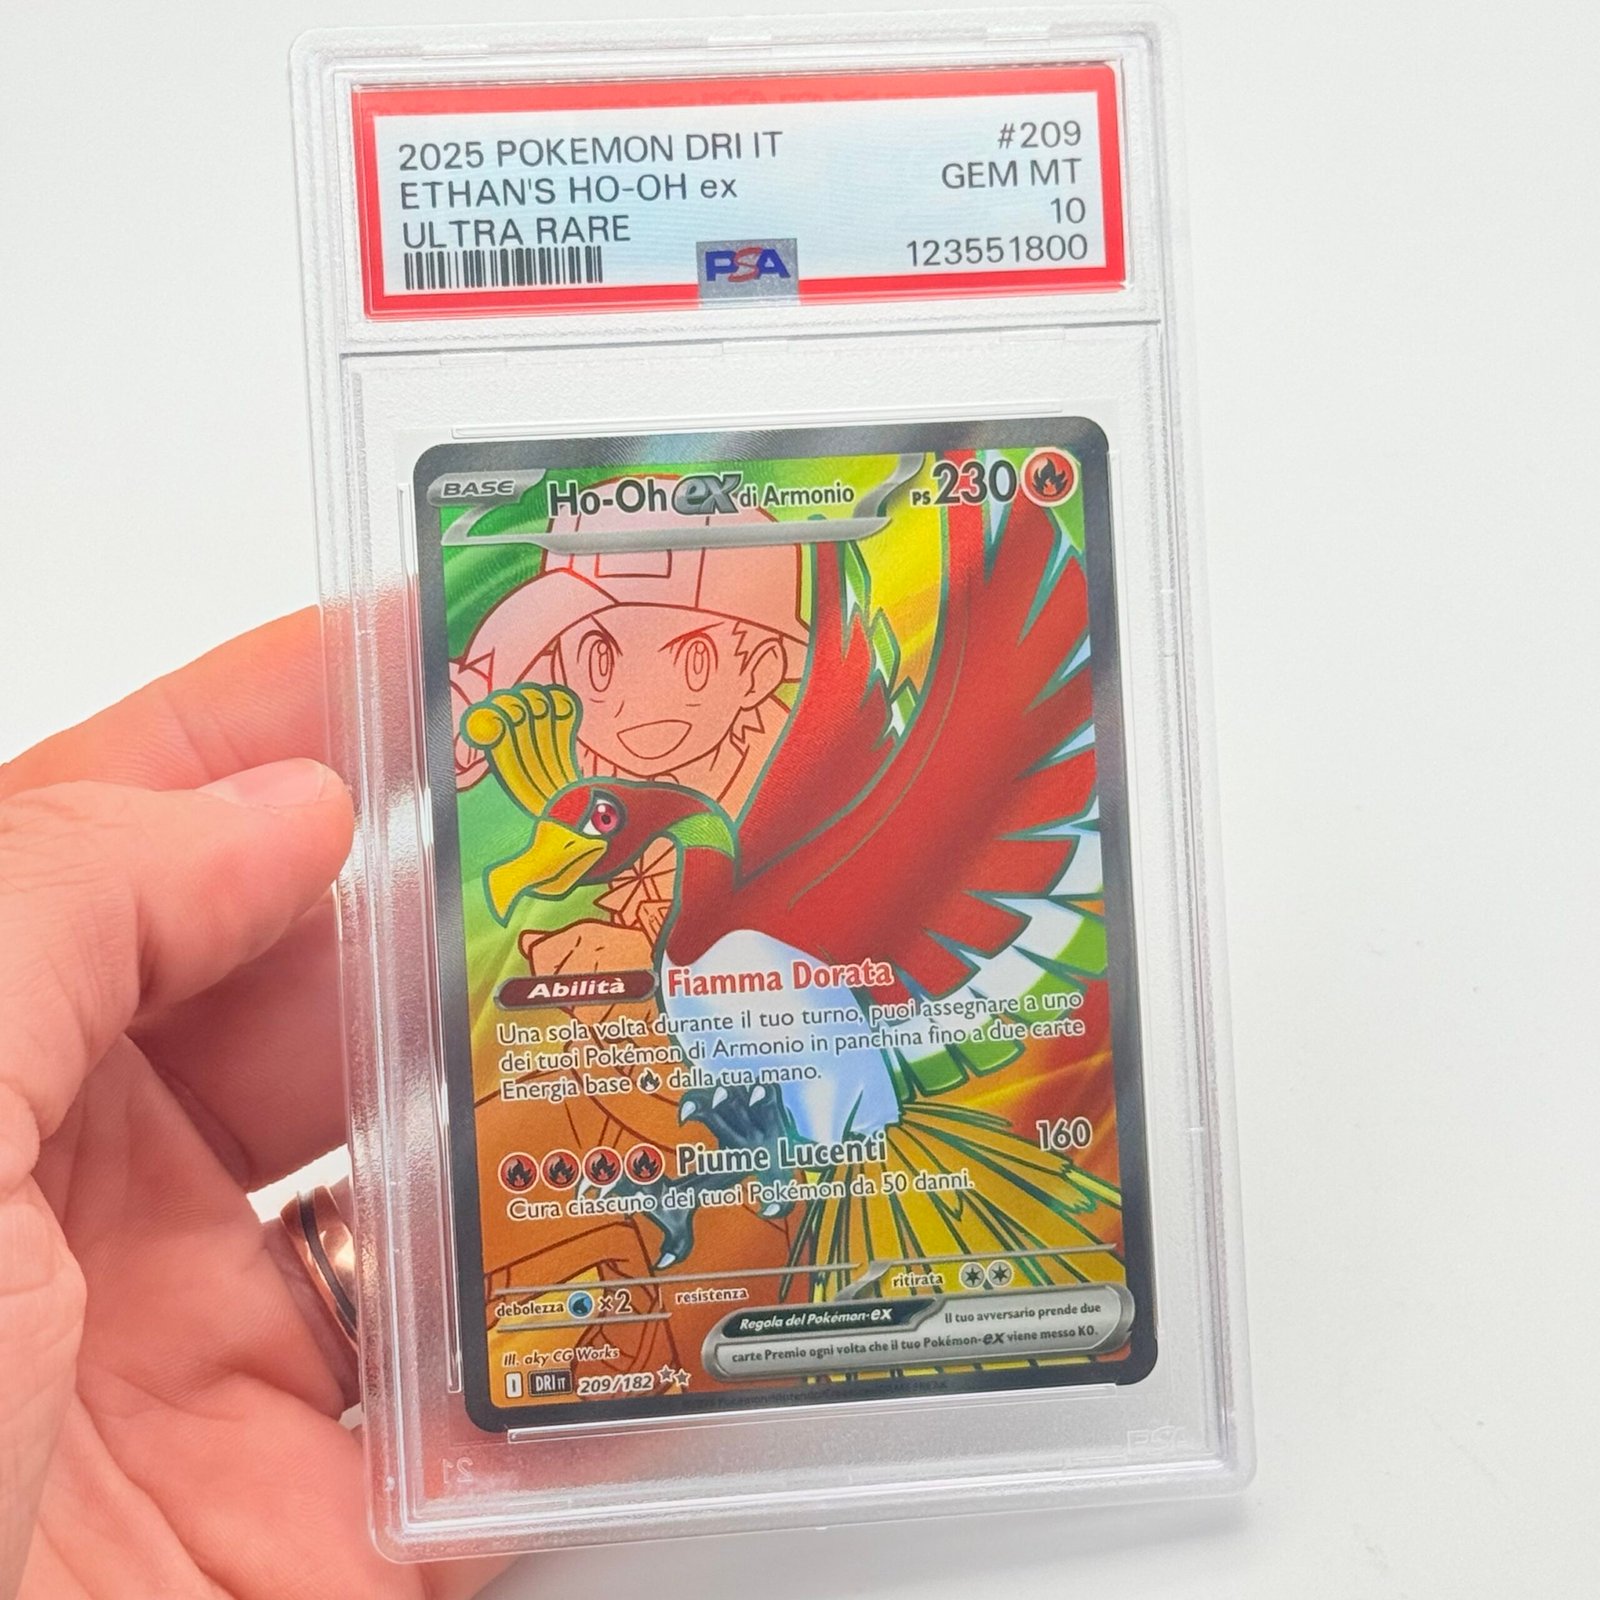 2025 POKEMON DRI IT
#209
ETHAN'S HO-OH ex
GEM MT
ULTRA RARE
10
PSA
123551800
BASE
Ho-Oh ex di Armonio
PS 230
Abilità Fiamma Dorata
Una sola volta durante il tuo turno, puoi assegnare a uno
dei tuoi Pokémon di Armonio in panchina fino a due carte
Energia base dalla tua mano.
Piume Lucenti 160
Cura ciascuno dei tuoi Pokémon da 50 danni.
debolezza ×2 resistenza ritirata
Regola del Pokémon-ex Il tuo avversario prende due
carte Premio ogni volta che il tuo Pokémon-ex viene messo KO.
Ill. aky CG Works
I DRI IT 209/182
PSA